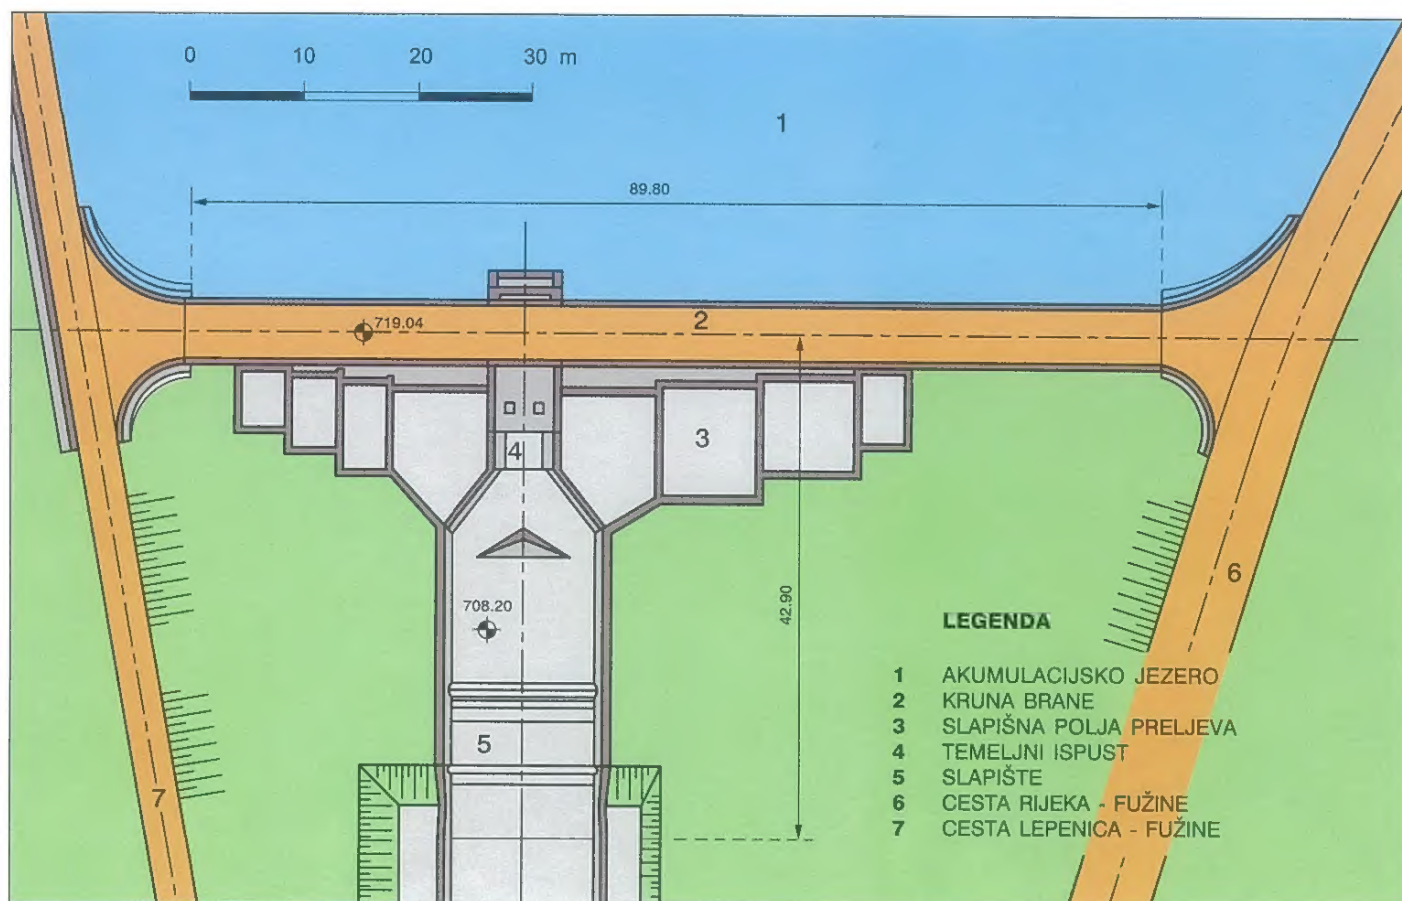 0 10 20 30 m
1
89.80
719.04
2
3
4
708.20
42.90
6
5
7
LEGENDA
1 AKUMULACIJSKO JEZERO
2 KRUNA BRANE
3 SLAPIŠNA POLJA PRELJEVA
4 TEMELJNI ISPUST
5 SLAPIŠTE
6 CESTA RIJEKA - FUŽINE
7 CESTA LEPENICA - FUŽINE